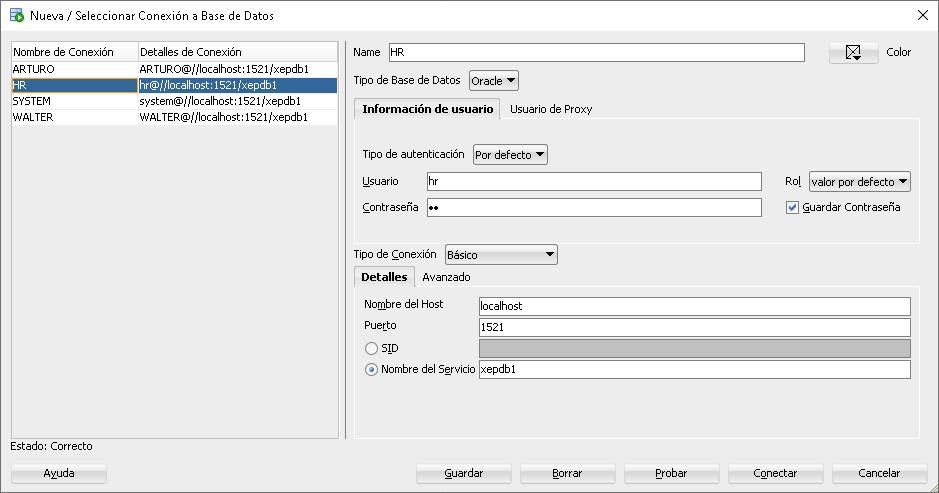 Nueva / Seleccionar Conexión a Base de Datos
Nombre de Conexión Detalles de Conexión
ARTURO ARTURO@//localhost:1521/xepdb1
HR hr@//localhost:1521/xepdb1
SYSTEM system@//localhost:1521/xepdb1
WALTER WALTER@//localhost:1521/xepdb1
Name HR Color
Tipo de Base de Datos Oracle
Información de usuario Usuario de Proxy
Tipo de autenticación Por defecto
Usuario hr Rol valor por defecto
Contraseña •• Guardar Contraseña
Tipo de Conexión Básico
Detalles Avanzado
Nombre del Host localhost
Puerto 1521
SID
Nombre del Servicio xepdb1
Estado: Correcto
Ayuda Guardar Borrar Probar Conectar Cancelar